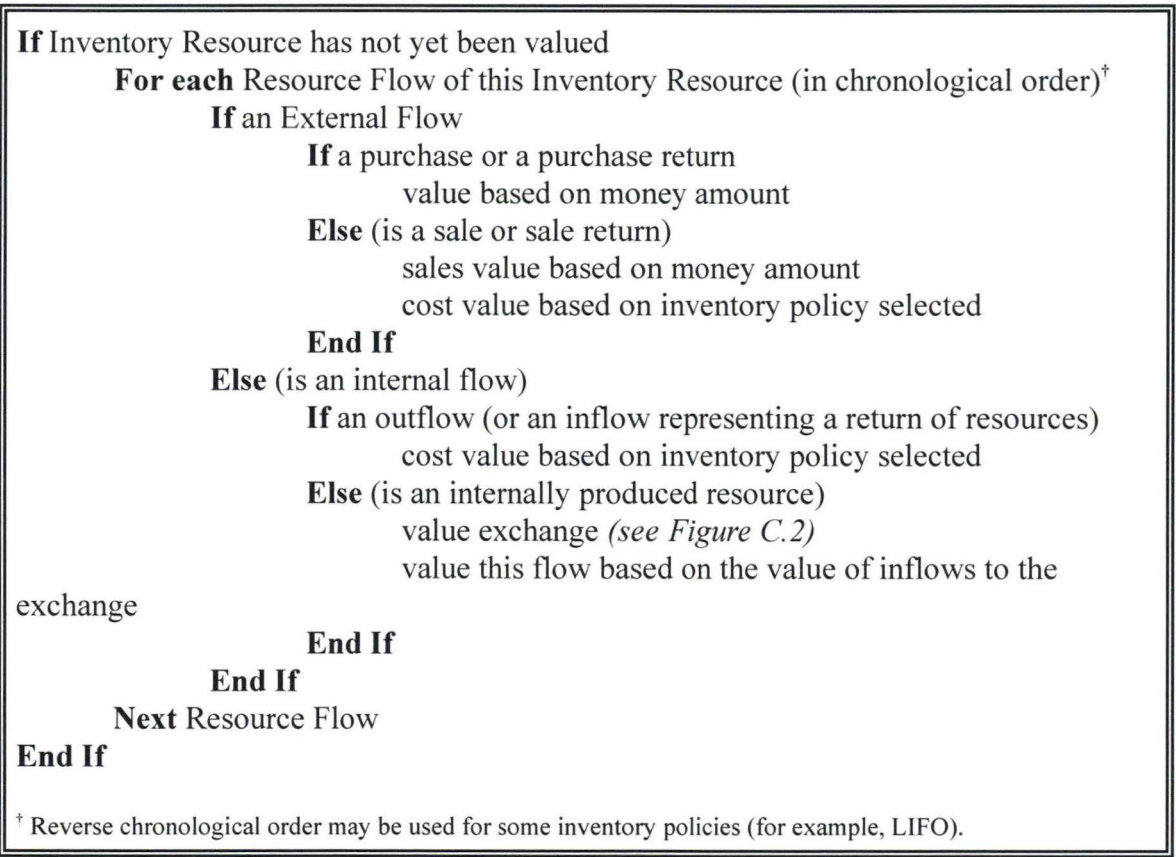 If Inventory Resource has not yet been valued
For each Resource Flow of this Inventory Resource (in chronological order)†
If an External Flow
If a purchase or a purchase return
value based on money amount
Else (is a sale or sale return)
sales value based on money amount
cost value based on inventory policy selected
End If
Else (is an internal flow)
If an outflow (or an inflow representing a return of resources)
cost value based on inventory policy selected
Else (is an internally produced resource)
value exchange (see Figure C.2)
value this flow based on the value of inflows to the
exchange
End If
End If
Next Resource Flow
End If
† Reverse chronological order may be used for some inventory policies (for example, LIFO).